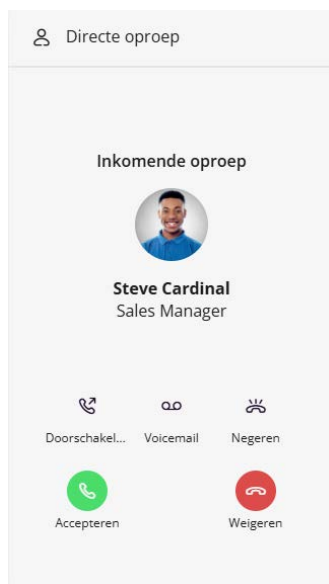 Directe oproep
Inkomende oproep
Steve Cardinal
Sales Manager
Doorschakel... Voicemail Negeren
Accepteren Weigeren